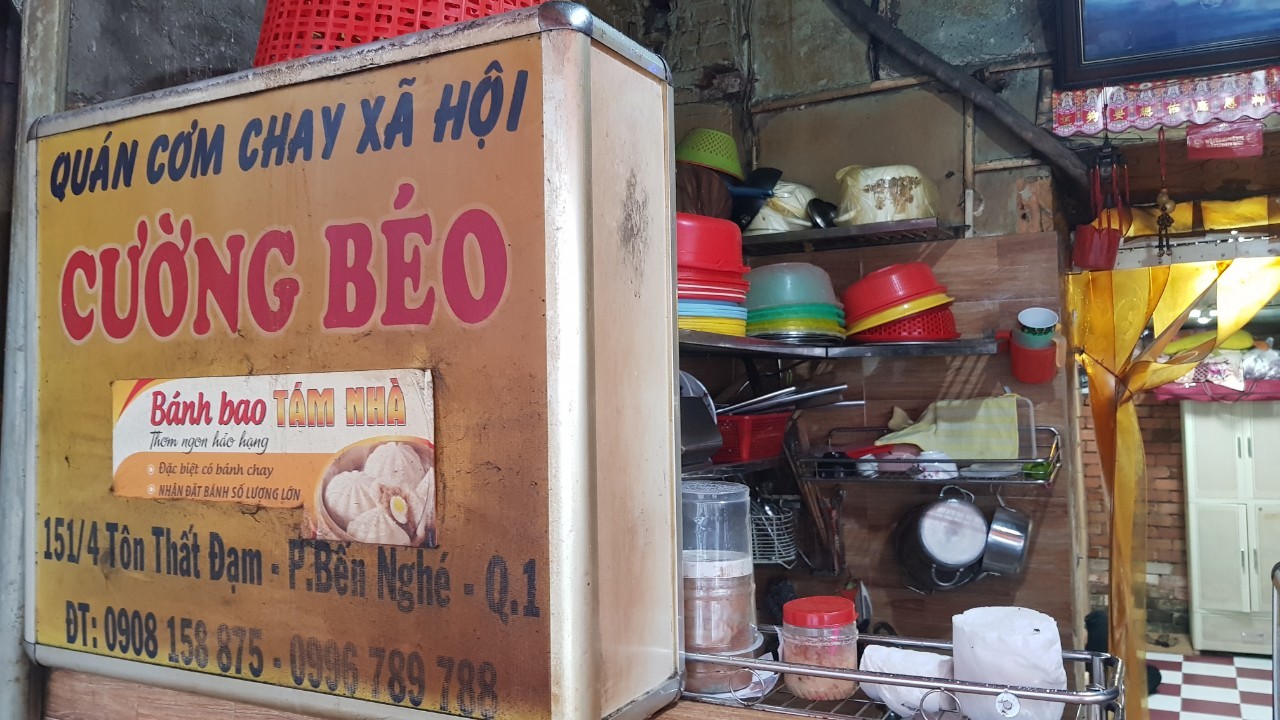 QUÁN CƠM CHAY XÃ HỘI
CƯỜNG BÉO
Bánh bao TÁM NHÀ
Thơm ngon hảo hạng
Đặc biệt có bánh chay
NHẬN ĐẶT BÁNH SỐ LƯỢNG LỚN
151/4 Tôn Thất Đạm - P.Bến Nghé - Q.1
ĐT: 0908 158 875 - 0996 789 788